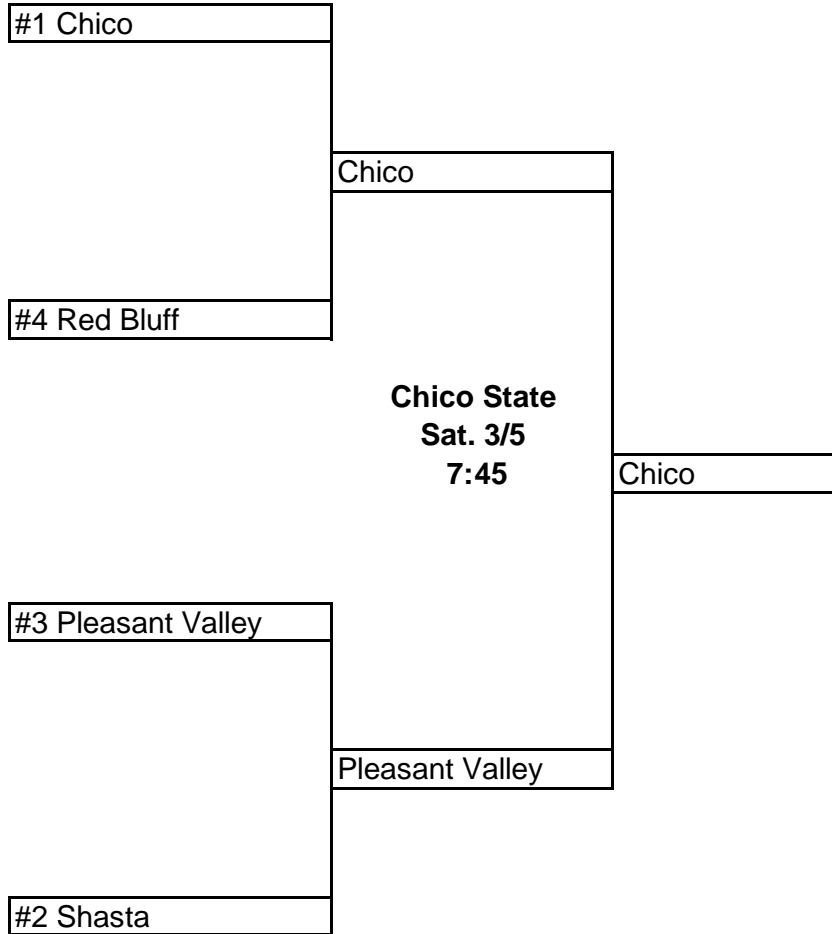 #1 Chico
Chico
#4 Red Bluff
Chico State
Sat. 3/5
7:45
Chico
#3 Pleasant Valley
Pleasant Valley
#2 Shasta